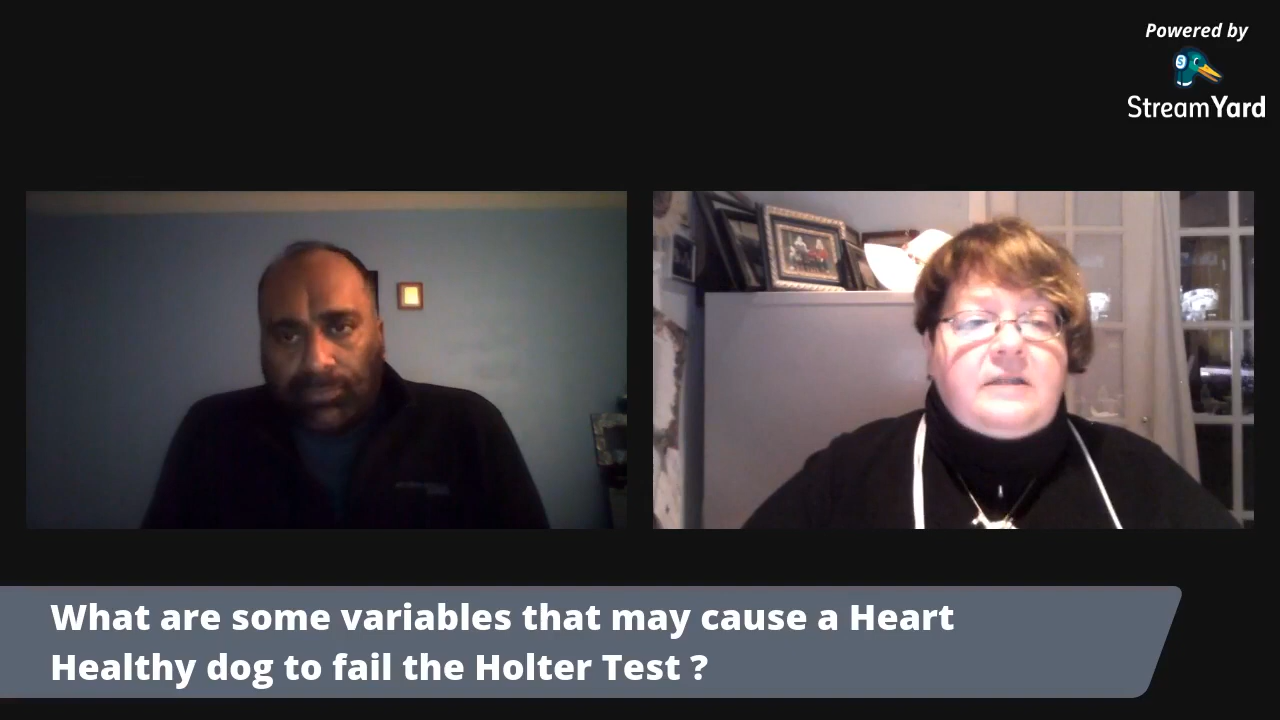 Powered by
StreamYard
What are some variables that may cause a Heart
Healthy dog to fail the Holter Test ?